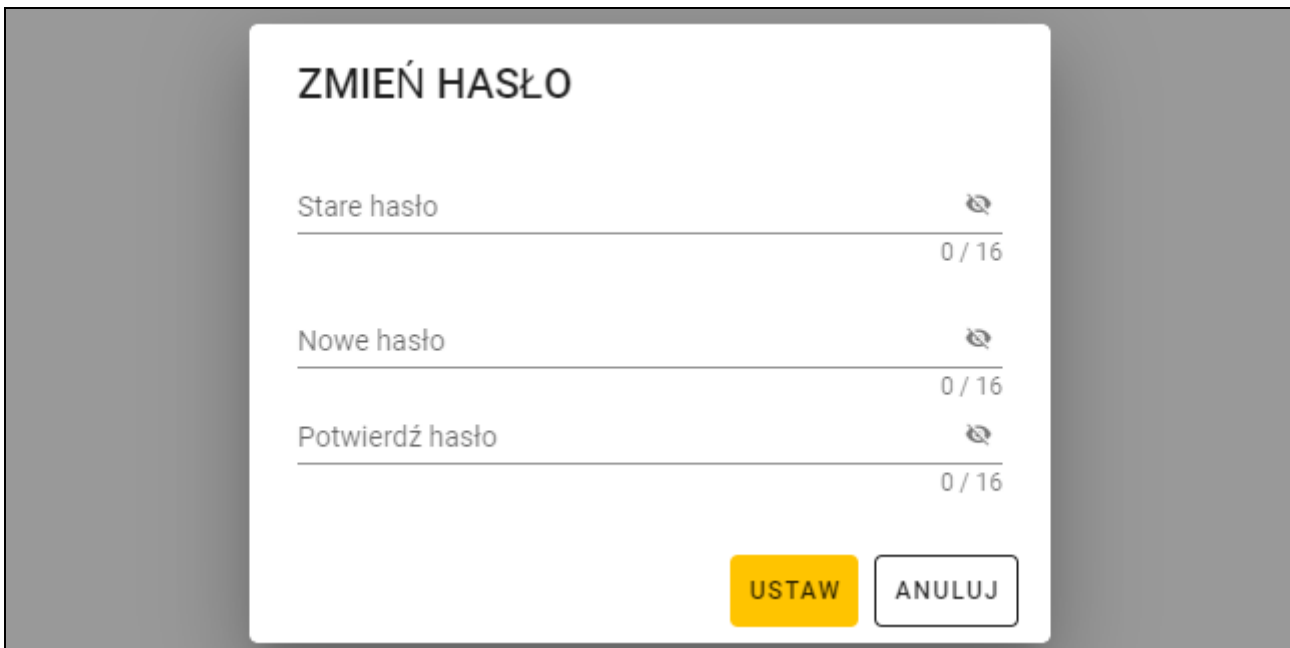 ZMIEŃ HASŁO
Stare hasło
0 / 16
Nowe hasło
0 / 16
Potwierdź hasło
0 / 16
USTAW ANULUJ